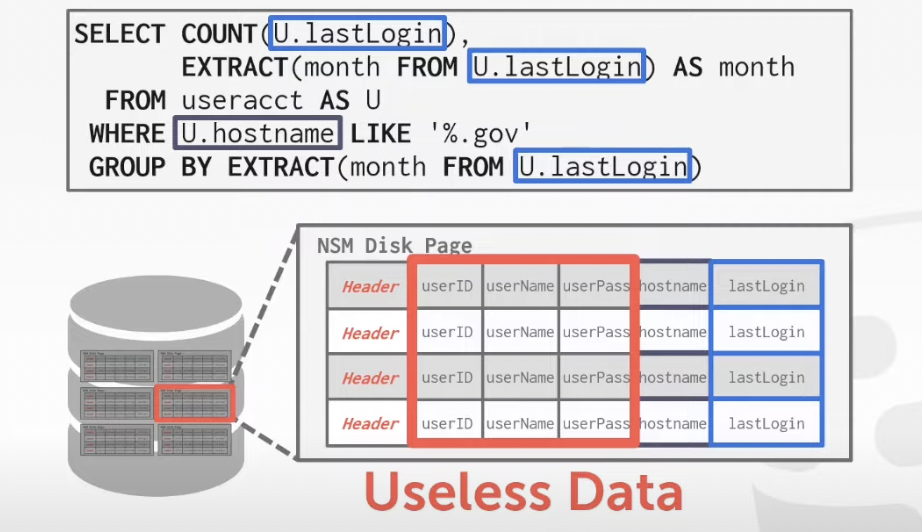 SELECT COUNT(U.lastLogin),
EXTRACT(month FROM U.lastLogin) AS month
FROM useracct AS U
WHERE U.hostname LIKE '%.gov'
GROUP BY EXTRACT(month FROM U.lastLogin)
NSM Disk Page
Header userID userName userPass hostname lastLogin
Header userID userName userPass hostname lastLogin
Header userID userName userPass hostname lastLogin
Header userID userName userPass hostname lastLogin
Useless Data